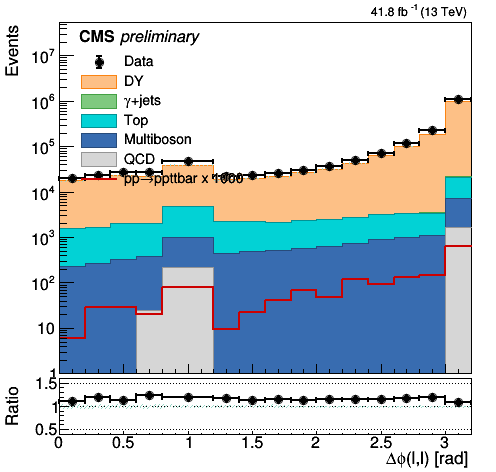 41.8 fb⁻¹ (13 TeV)
CMS preliminary
Events
Data
DY
γ+jets
Top
Multiboson
QCD
pp→ppttbar x 1000
10⁷
10⁶
10⁵
10⁴
10³
10²
10
1
Ratio
1.5
1
0.5
0 0.5 1 1.5 2 2.5 3
Δϕ(l,l) [rad]